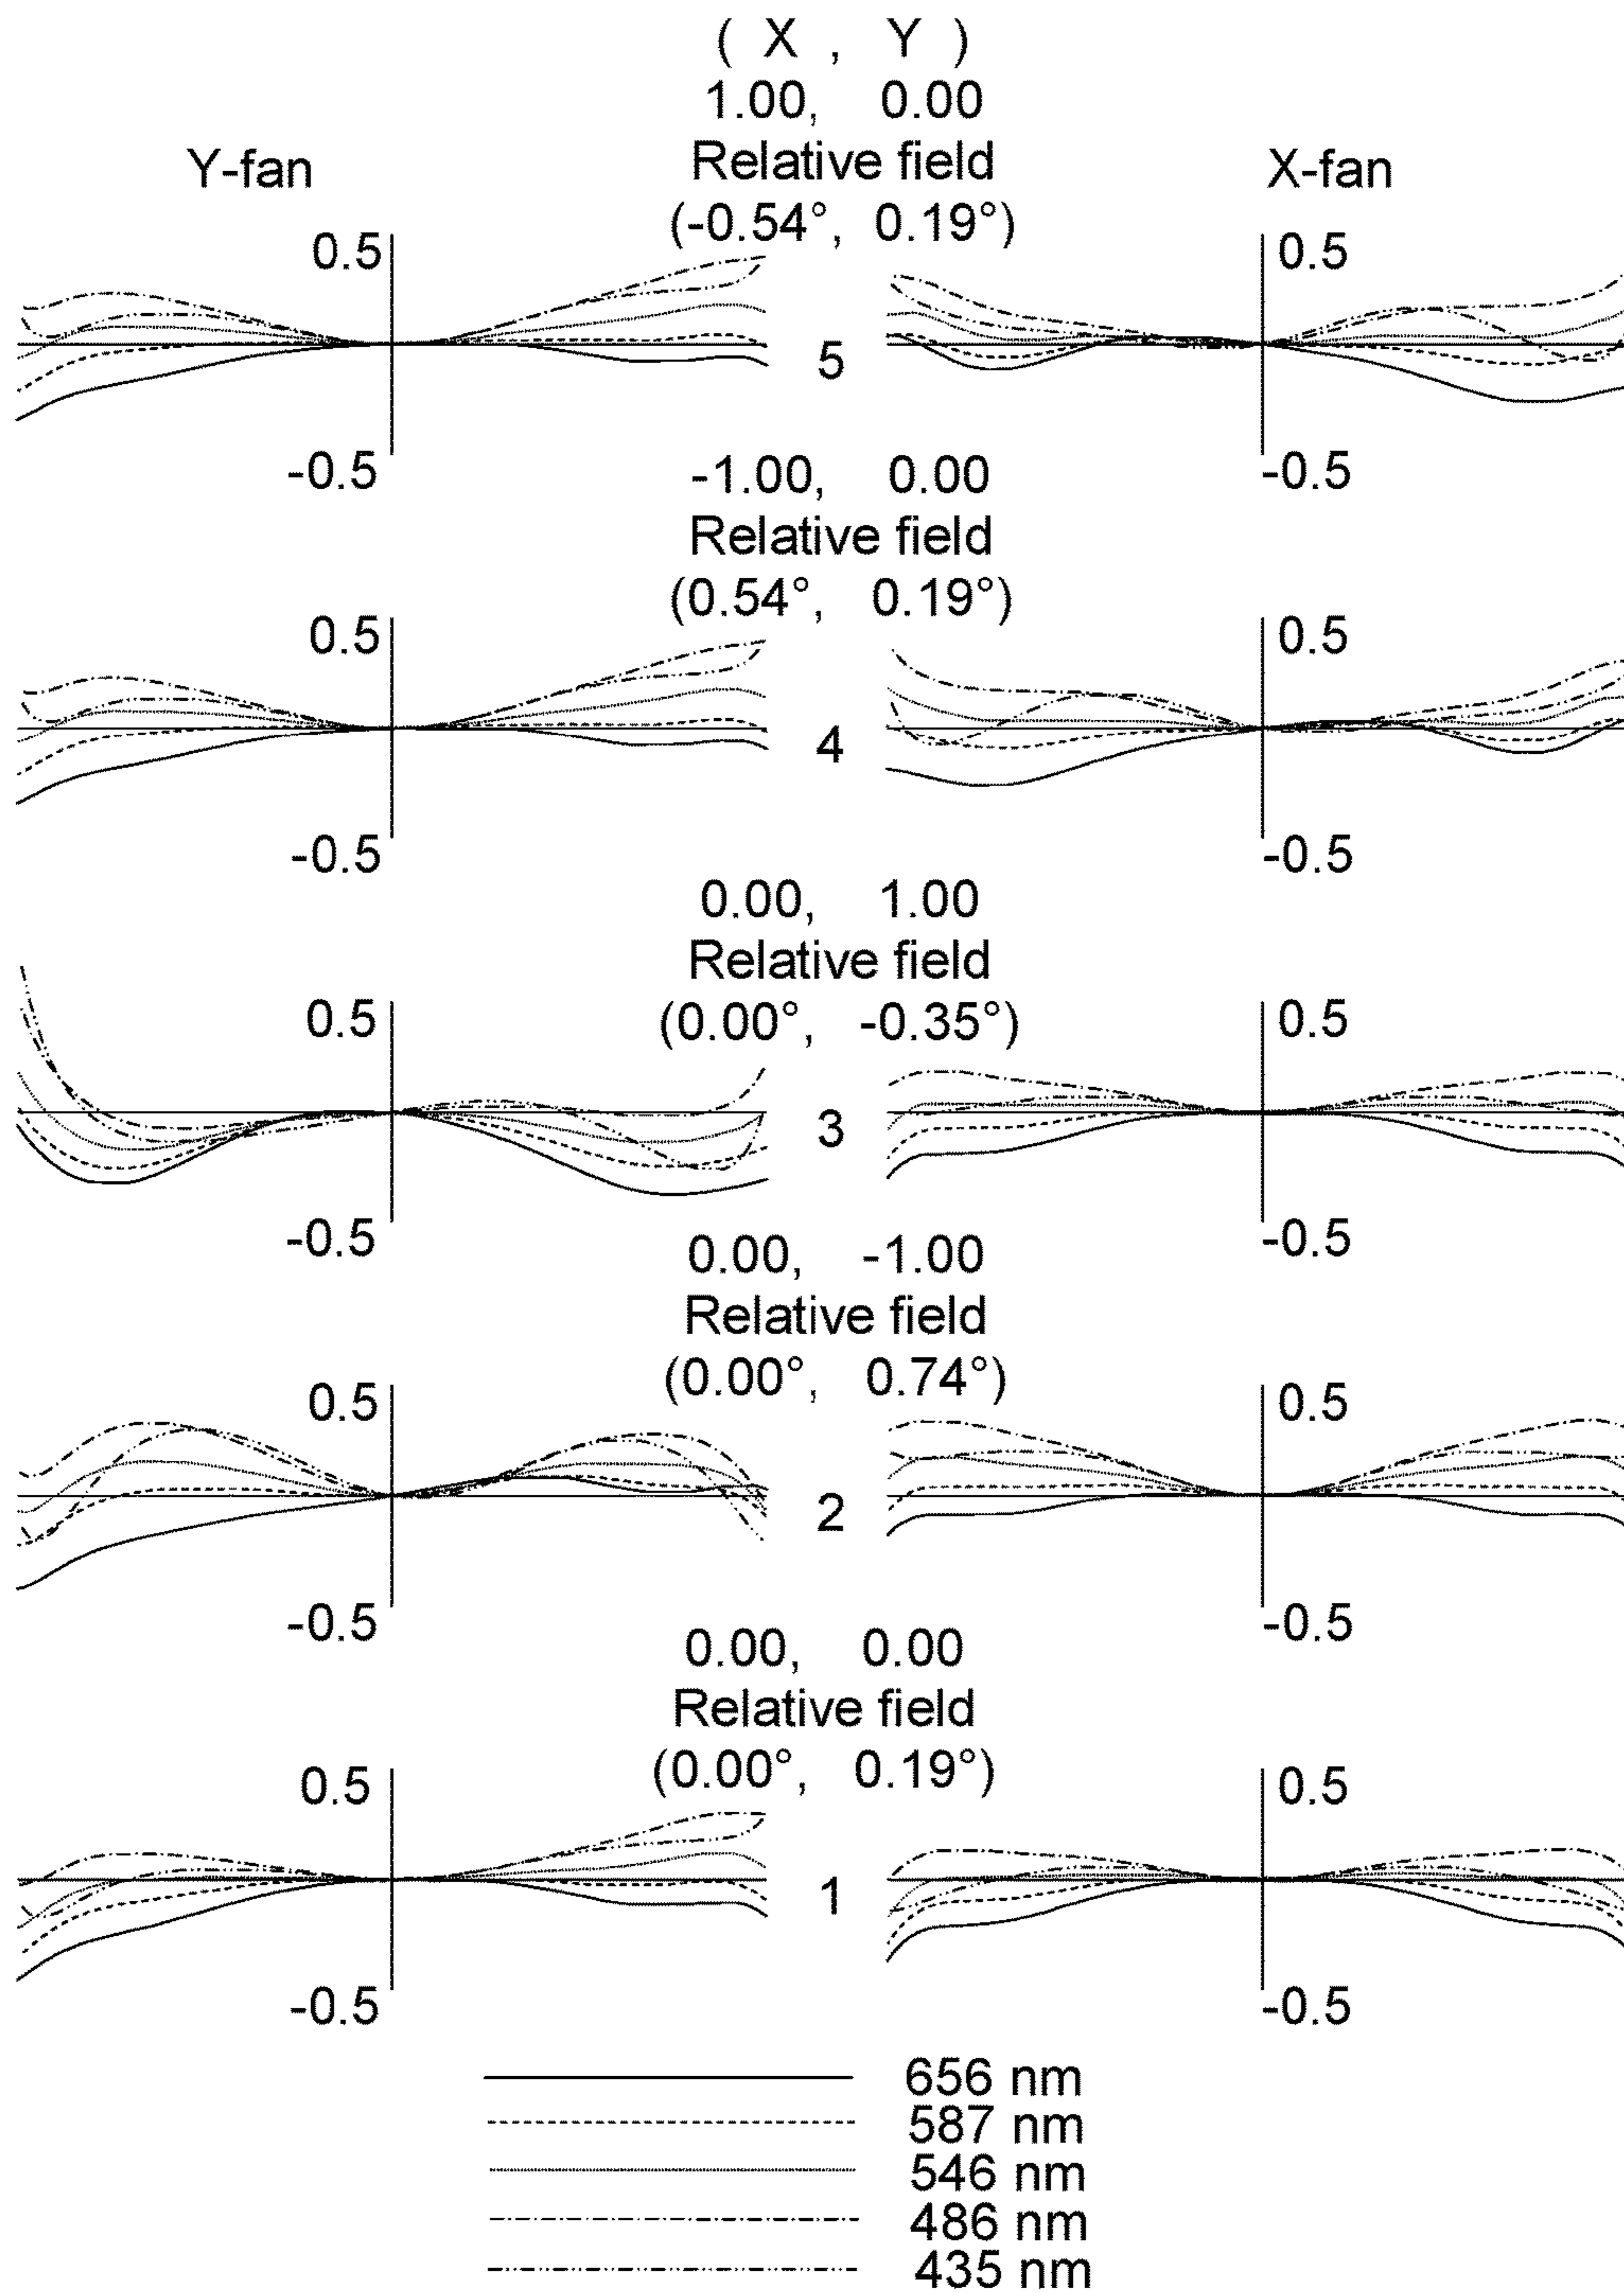 ( X , Y )
1.00, 0.00
Relative field
Y-fan X-fan
(-0.54°, 0.19°)
0.5 0.5
5
-0.5 -0.5
-1.00, 0.00
Relative field
(0.54°, 0.19°)
0.5 0.5
4
-0.5 -0.5
0.00, 1.00
Relative field
(0.00°, -0.35°)
0.5 0.5
3
-0.5 -0.5
0.00, -1.00
Relative field
(0.00°, 0.74°)
0.5 0.5
2
-0.5 -0.5
0.00, 0.00
Relative field
(0.00°, 0.19°)
0.5 0.5
1
-0.5 -0.5
656 nm
587 nm
546 nm
486 nm
435 nm